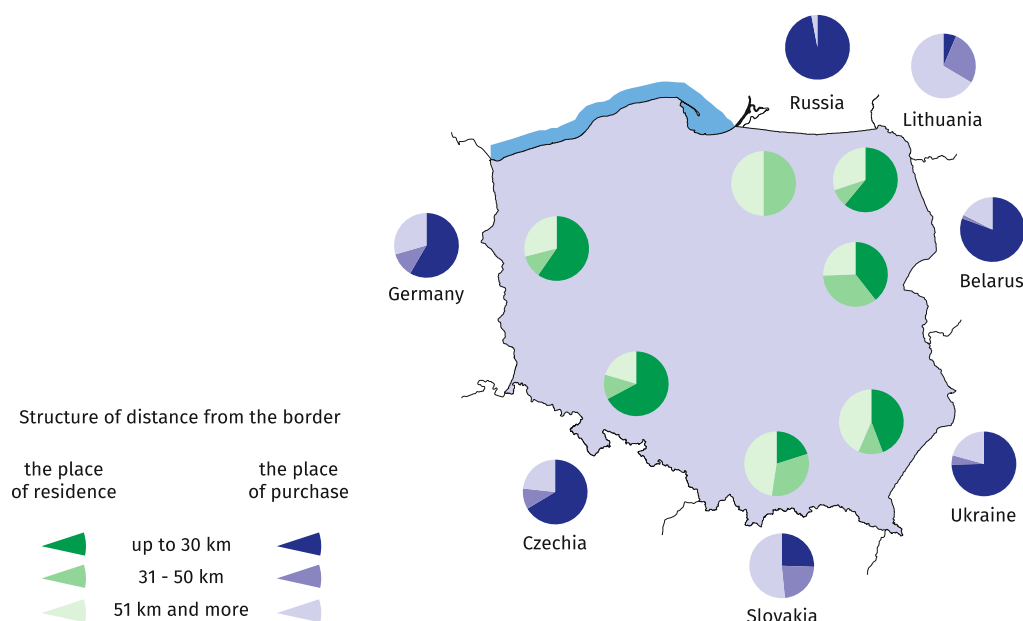 Russia
Lithuania
Belarus
Germany
Structure of distance from the border
the place
of residence
the place
of purchase
up to 30 km
31 - 50 km
51 km and more
Czechia
Ukraine
Slovakia